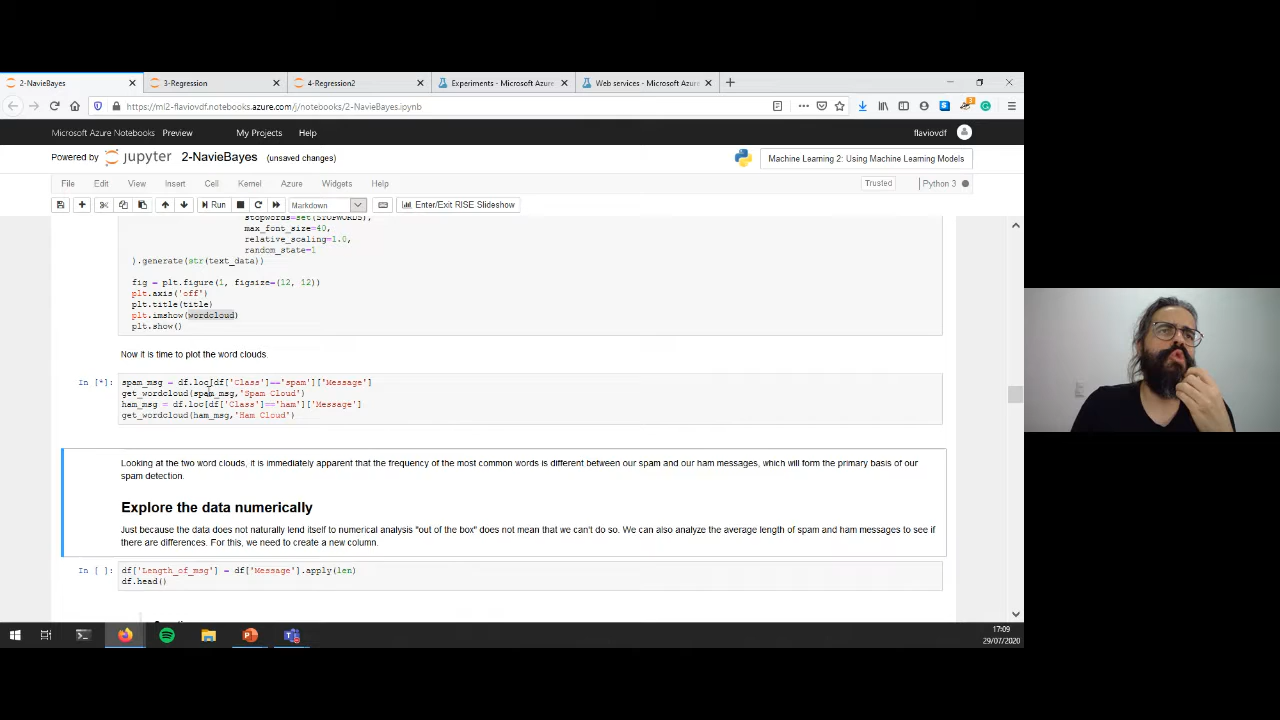 2-NavieBayes
3-Regression
4-Regression2
Experiments - Microsoft Azure
Web services - Microsoft Azure
https://ml2-flaviovdf.notebooks.azure.com/j/notebooks/2-NavieBayes.ipynb
3
Microsoft Azure Notebooks Preview My Projects Help flaviovdf
Powered by jupyter 2-NavieBayes (unsaved changes) Machine Learning 2: Using Machine Learning Models
File Edit View Insert Cell Kernel Azure Widgets Help Trusted Python 3
Run Markdown Enter/Exit RISE Slideshow
stopwords=set(STOPWORDS),
max_font_size=40,
relative_scaling=1.0,
random_state=1
).generate(str(text_data))
fig = plt.figure(1, figsize=(12, 12))
plt.axis('off')
plt.title(title)
plt.imshow(wordcloud)
plt.show()
Now it is time to plot the word clouds.
In [*]: spam_msg = df.loc[df['Class']=='spam']['Message']
get_wordcloud(spam_msg,'Spam Cloud')
ham_msg = df.loc[df['Class']=='ham']['Message']
get_wordcloud(ham_msg,'Ham Cloud')
Looking at the two word clouds, it is immediately apparent that the frequency of the most common words is different between our spam and our ham messages, which will form the primary basis of our
spam detection.
Explore the data numerically
Just because the data does not naturally lend itself to numerical analysis "out of the box" does not mean that we can't do so. We can also analyze the average length of spam and ham messages to see if
there are differences. For this, we need to create a new column.
In [ ]: df['Length_of_msg'] = df['Message'].apply(len)
df.head()
17:09
29/07/2020